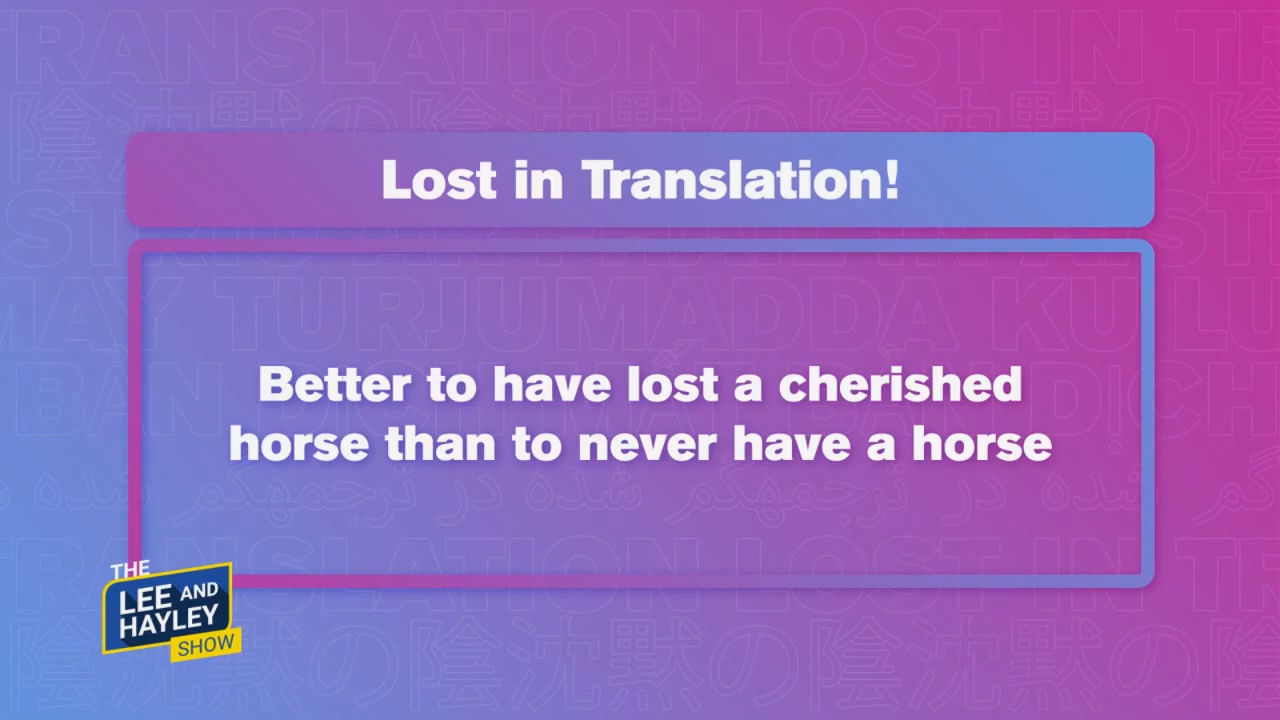 Lost in Translation!
Better to have lost a cherished
horse than to never have a horse
THE
LEE AND
HAYLEY
SHOW